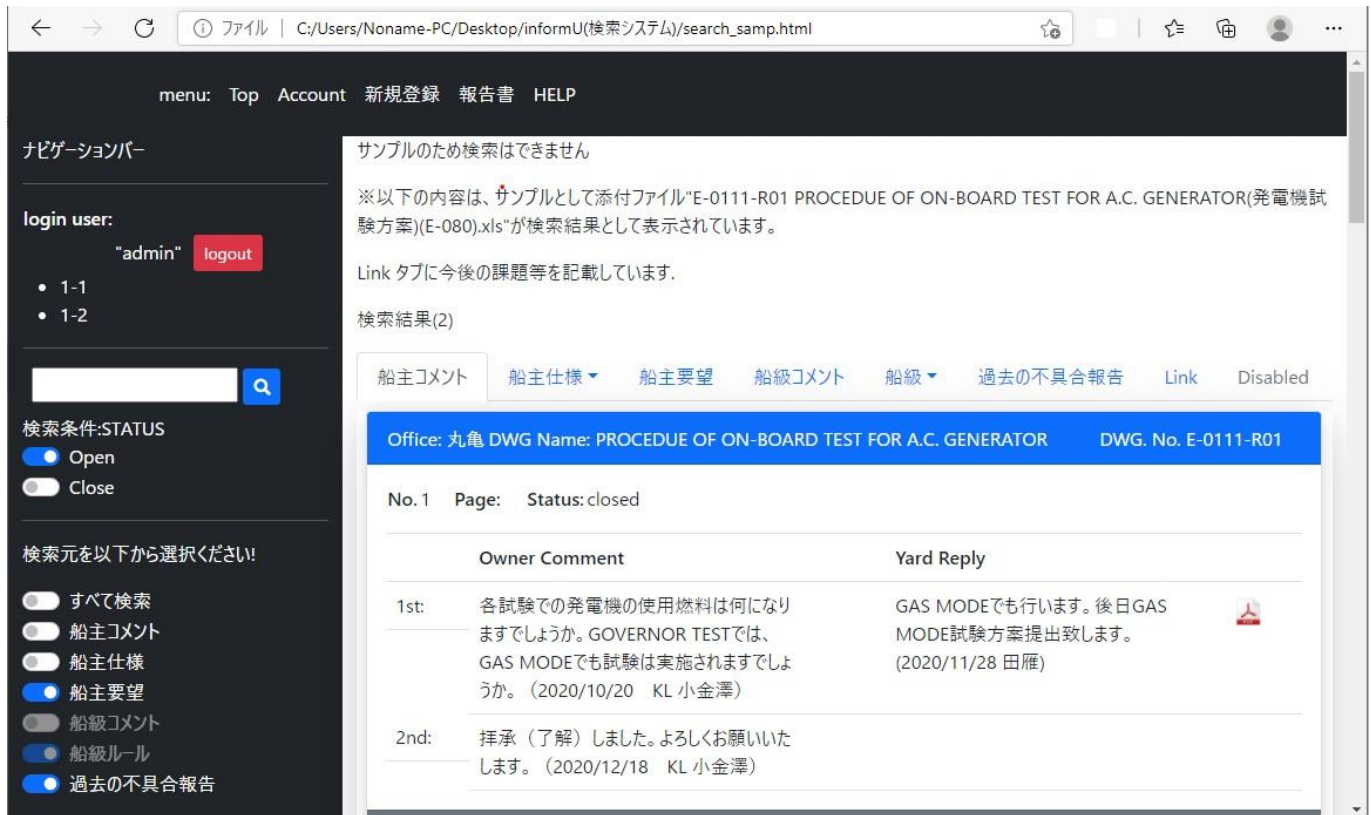 ファイル | C:/Users/Noname-PC/Desktop/informU(検索システム)/search_samp.html
menu: Top Account 新規登録 報告書 HELP
ナビゲーションバー
login user:
"admin" logout
• 1-1
• 1-2
検索条件:STATUS
Open
Close
検索元を以下から選択ください!
すべて検索
船主コメント
船主仕様
船主要望
船級コメント
船級ルール
過去の不具合報告
サンプルのため検索はできません
※以下の内容は、サンプルとして添付ファイル"E-0111-R01 PROCEDUE OF ON-BOARD TEST FOR A.C. GENERATOR(発電機試
験方案)(E-080).xls"が検索結果として表示されています。
Link タブに今後の課題等を記載しています.
検索結果(2)
船主コメント 船主仕様 船主要望 船級コメント 船級 過去の不具合報告 Link Disabled
Office: 丸亀 DWG Name: PROCEDUE OF ON-BOARD TEST FOR A.C. GENERATOR DWG. No. E-0111-R01
No. 1 Page: Status: closed
Owner Comment Yard Reply
1st: 各試験での発電機の使用燃料は何になり
ますでしょうか。GOVERNOR TESTでは、
GAS MODEでも試験は実施されますでしょ
うか。（2020/10/20 KL 小金澤）
GAS MODEでも行います。後日GAS
MODE試験方案提出致します。
(2020/11/28 田雁)
2nd: 拝承（了解）しました。よろしくお願いいた
します。（2020/12/18 KL 小金澤）